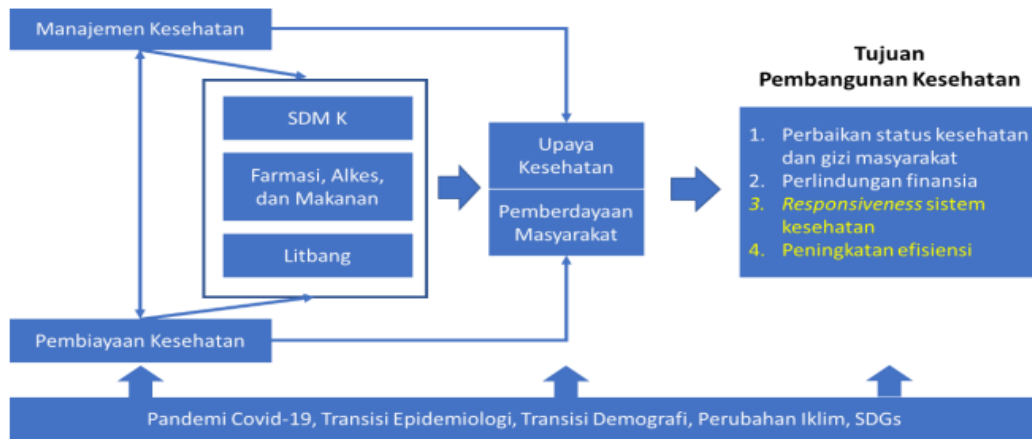 Manajemen Kesehatan
SDM K
Farmasi, Alkes,
dan Makanan
Litbang
Pembiayaan Kesehatan
Upaya
Kesehatan
Pemberdayaan
Masyarakat
Tujuan
Pembangunan Kesehatan
1. Perbaikan status kesehatan
dan gizi masyarakat
2. Perlindungan finansia
3. Responsiveness sistem
kesehatan
4. Peningkatan efisiensi
Pandemi Covid-19, Transisi Epidemiologi, Transisi Demografi, Perubahan Iklim, SDGs